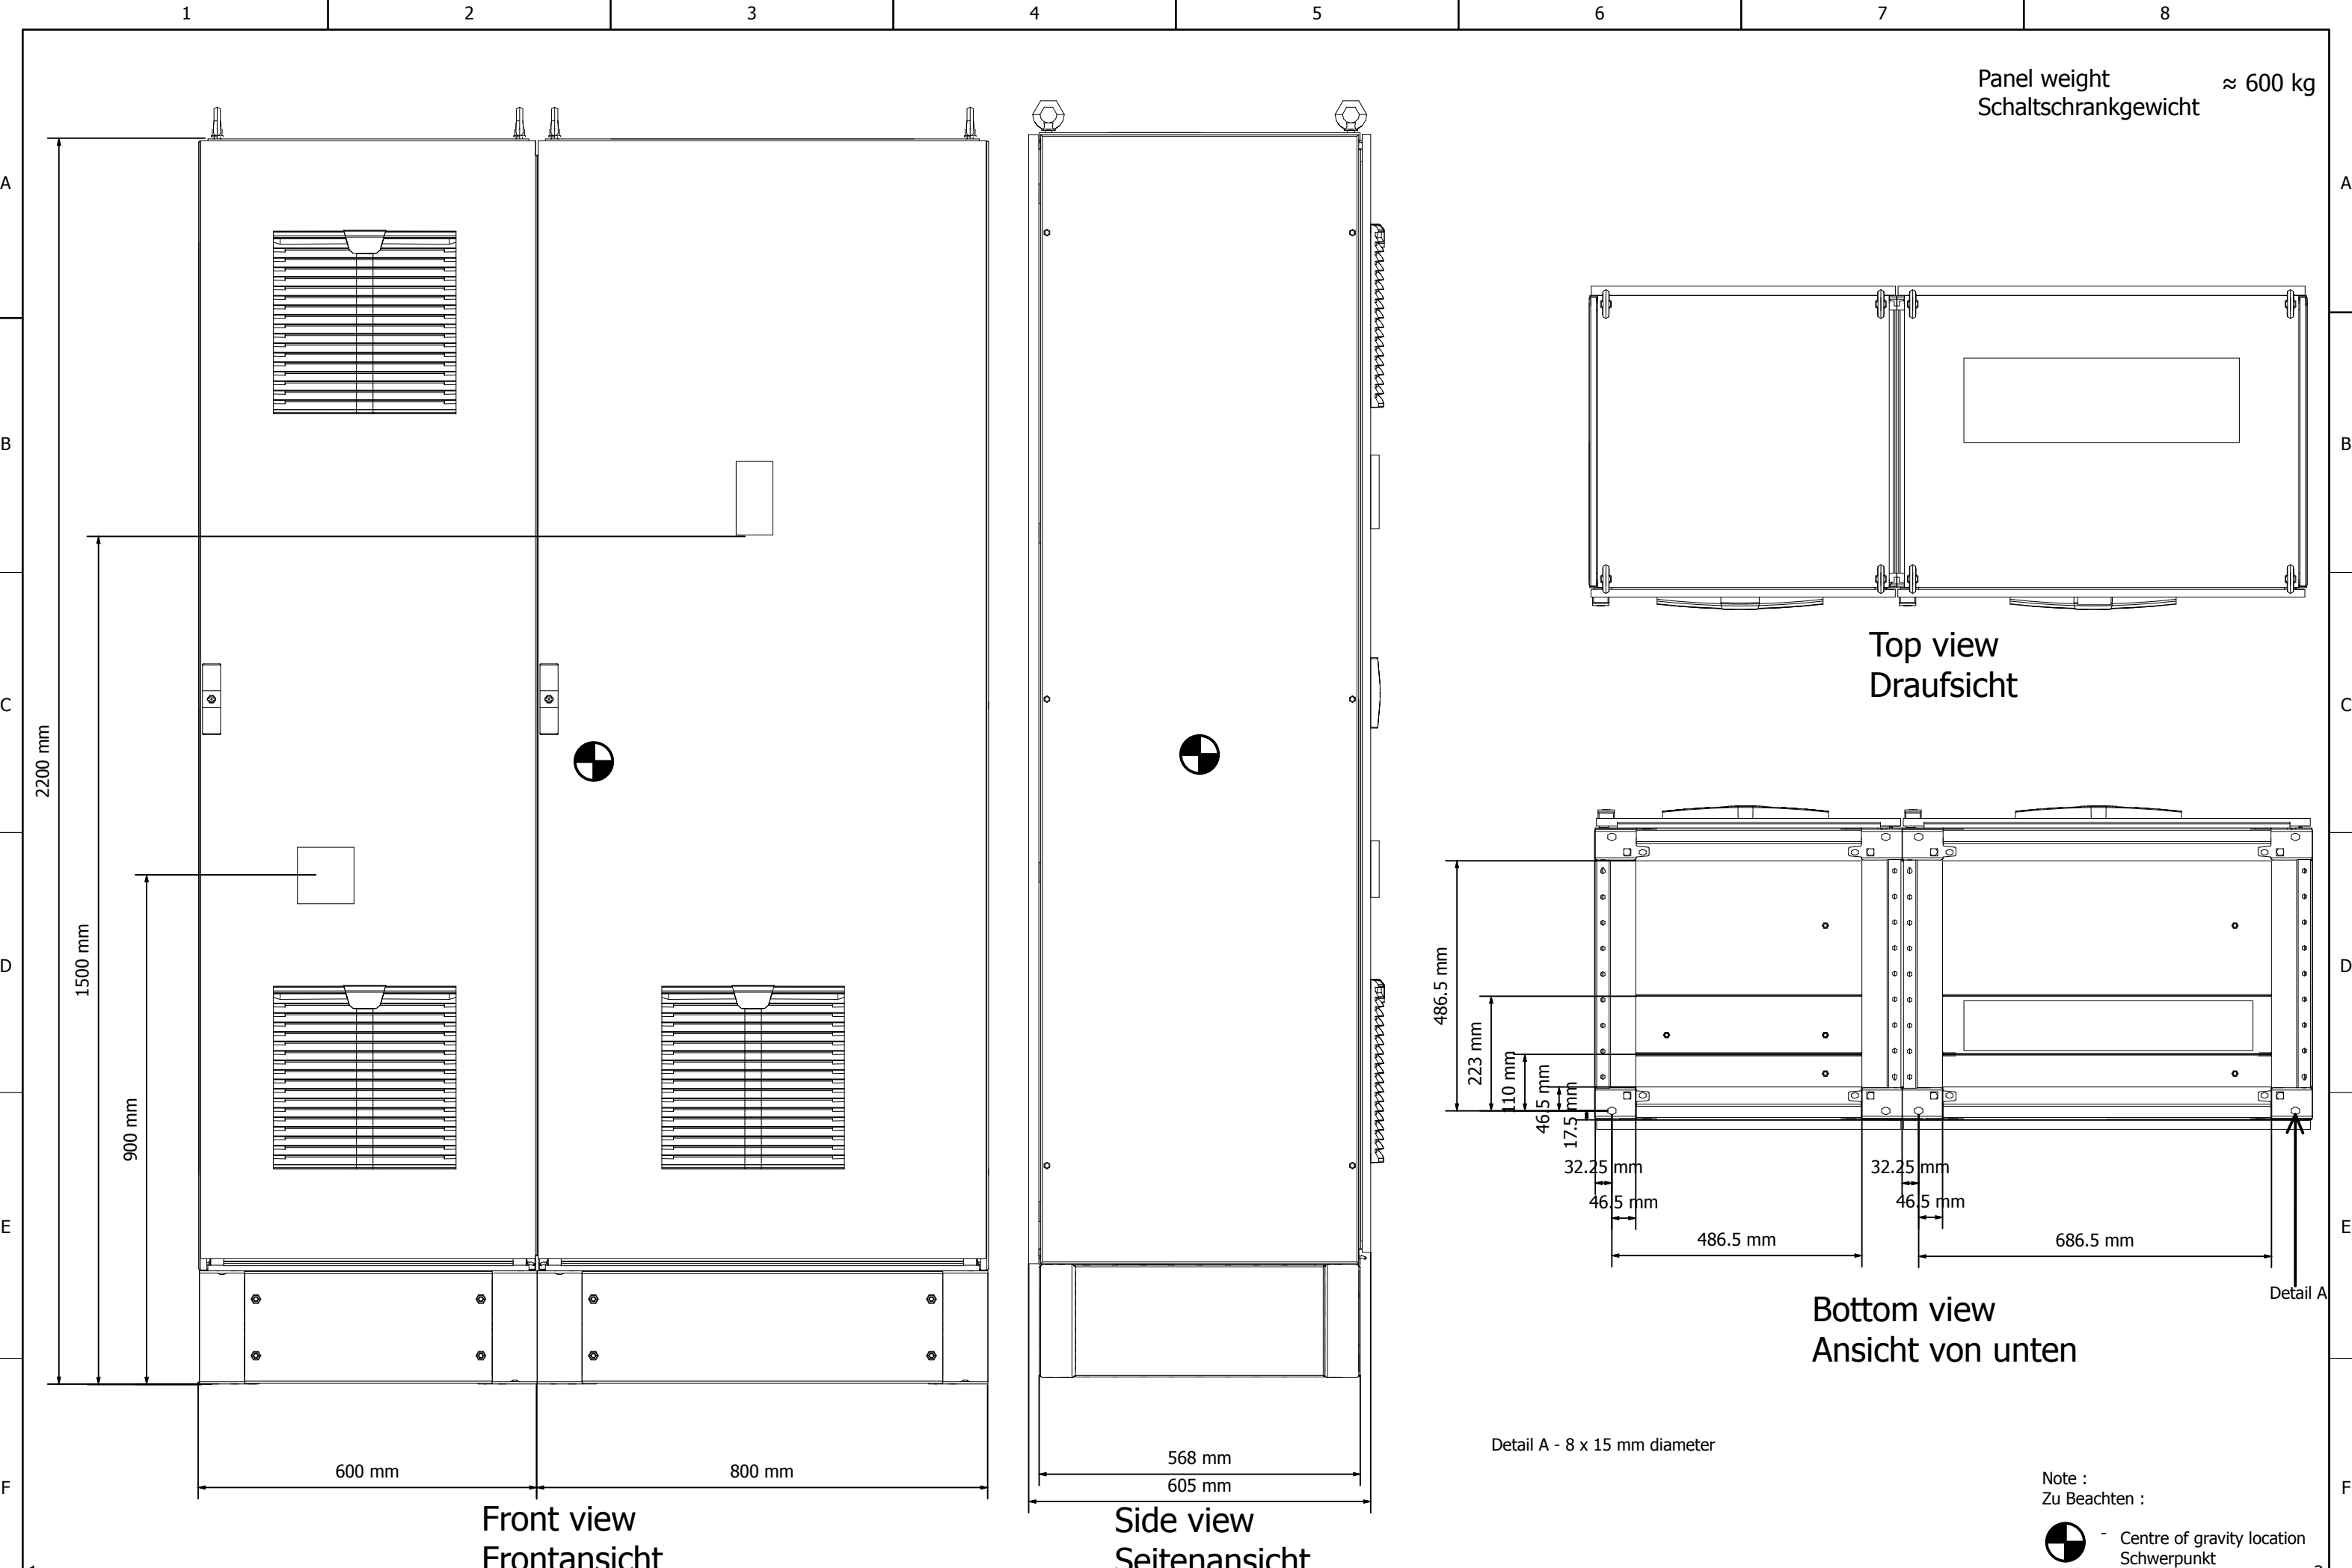 1 2 3 4 5 6 7 8
Panel weight ≈ 600 kg
Schaltschrankgewicht
A A
B B
C C
D D
E E
F F
2200 mm
1500 mm
900 mm
600 mm
800 mm
Front view
Frontansicht
568 mm
605 mm
Side view
Seitenansicht
Top view
Draufsicht
486.5 mm
223 mm
110 mm
46.5 mm
17.5 mm
32.25 mm
46.5 mm
32.25 mm
46.5 mm
486.5 mm
686.5 mm
Detail A
Bottom view
Ansicht von unten
Detail A - 8 x 15 mm diameter
Note :
Zu Beachten :
- Centre of gravity location
Schwerpunkt